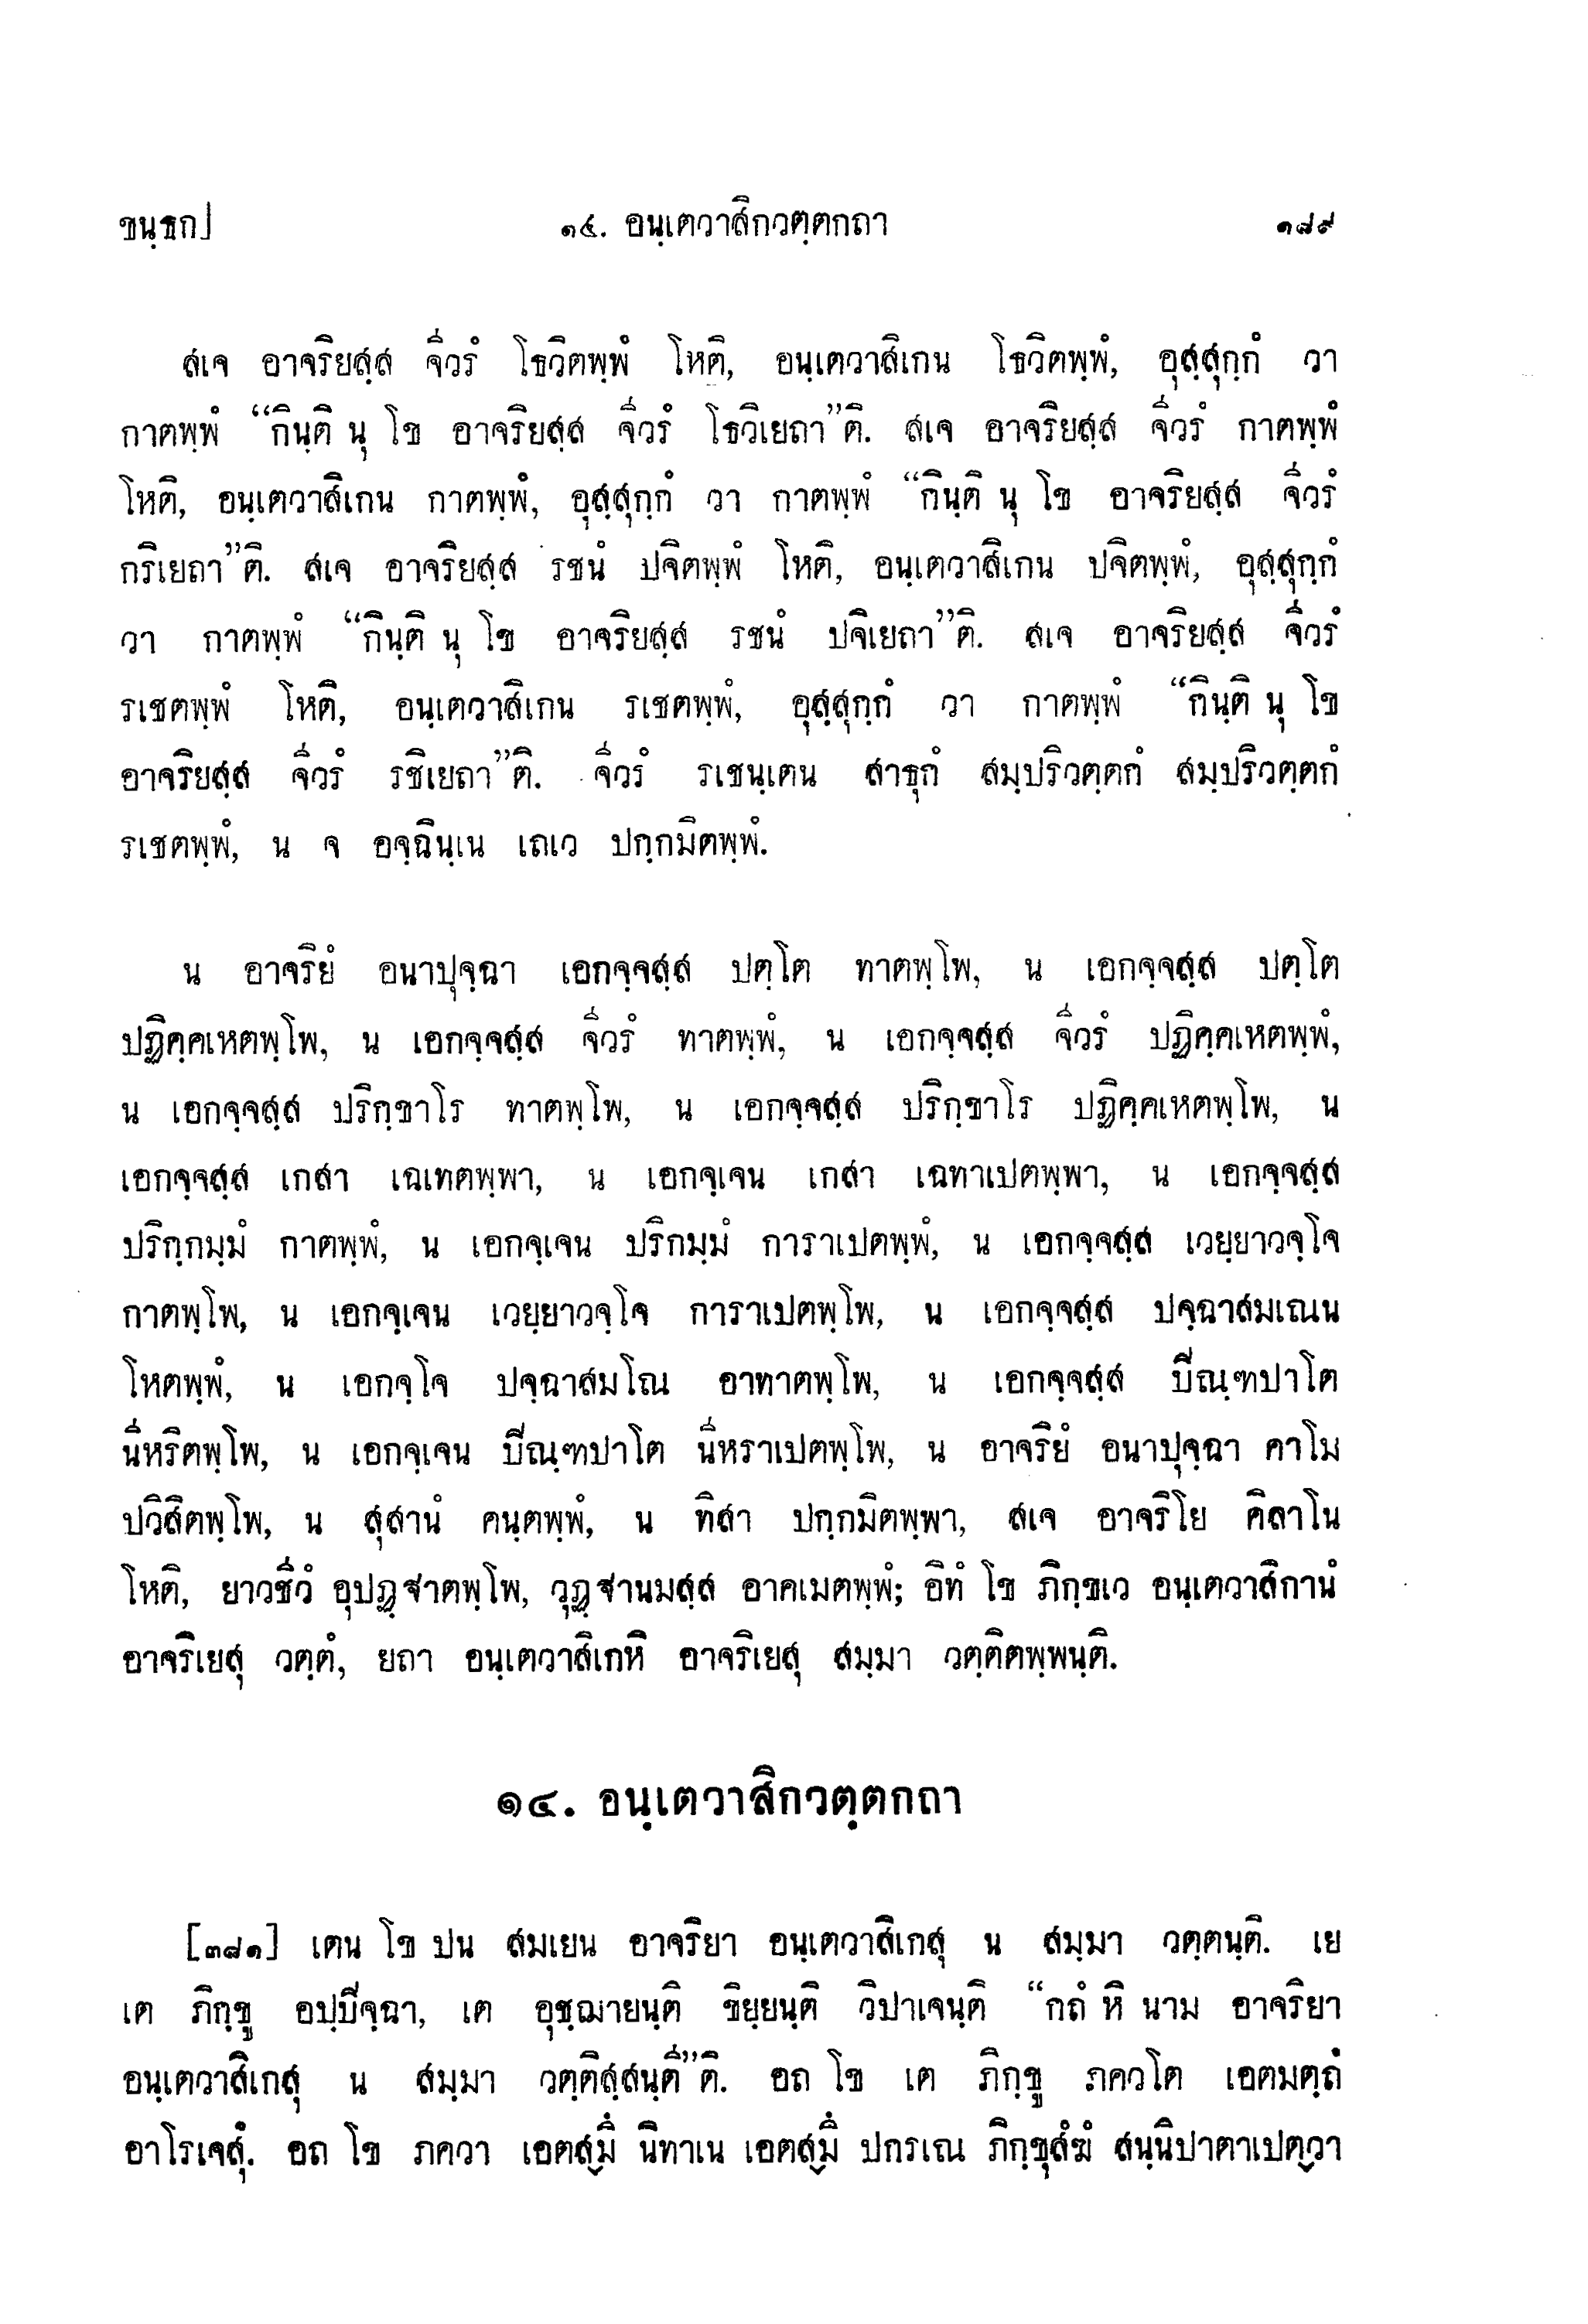 ขนฺธก]
๑๔. อนฺเตวาสิกวตฺตกถา
๑๘๙
สเจ อาจริยสฺส จีวรํ โธวิตพฺพํ โหติ, อนฺเตวาสิเกน โธวิตพฺพํ, อุสฺสุกฺกํ วา
กาตพฺพํ “กินฺติ นุ โข อาจริยสฺส จีวรํ โธวิเยถา”ติ. สเจ อาจริยสฺส จีวรํ กาตพฺพํ
โหติ, อนฺเตวาสิเกน กาตพฺพํ, อุสฺสุกฺกํ วา กาตพฺพํ “กินฺติ นุ โข อาจริยสฺส จีวรํ
กริเยถา”ติ. สเจ อาจริยสฺส รชนํ ปจิตพฺพํ โหติ, อนฺเตวาสิเกน ปจิตพฺพํ, อุสฺสุกฺกํ
วา กาตพฺพํ “กินฺติ นุ โข อาจริยสฺส รชนํ ปจิเยถา”ติ. สเจ อาจริยสฺส จีวรํ
รเชตพฺพํ โหติ, อนฺเตวาสิเกน รเชตพฺพํ, อุสฺสุกฺกํ วา กาตพฺพํ “กินฺติ นุ โข
อาจริยสฺส จีวรํ รชิเยถา”ติ. จีวรํ รเชนฺเตน สาธุกํ สมฺปริวตฺตกํ สมฺปริวตฺตกํ
รเชตพฺพํ, น จ อจฺฉินฺเน เถเว ปกฺกมิตพฺพํ.
น อาจริยํ อนาปุจฺฉา เอกจฺจสฺส ปตฺโต ทาตพฺโพ, น เอกจฺจสฺส ปตฺโต
ปฏิคฺคเหตพฺโพ, น เอกจฺจสฺส จีวรํ ทาตพฺพํ, น เอกจฺจสฺส จีวรํ ปฏิคฺคเหตพฺพํ,
น เอกจฺจสฺส ปริกฺขาโร ทาตพฺโพ, น เอกจฺจสฺส ปริกฺขาโร ปฏิคฺคเหตพฺโพ, น
เอกจฺจสฺส เกสา เฉเทตพฺพา, น เอกจฺเจน เกสา เฉทาเปตพฺพา, น เอกจฺจสฺส
ปริกฺกมฺมํ กาตพฺพํ, น เอกจฺเจน ปริกมฺมํ การาเปตพฺพํ, น เอกจฺจสฺส เวยฺยาวจฺโจ
กาตพฺโพ, น เอกจฺเจน เวยฺยาวจฺโจ การาเปตพฺโพ, น เอกจฺจสฺส ปจฺฉาสมเณน
โหตพฺพํ, น เอกจฺโจ ปจฺฉาสมโณ อาทาตพฺโพ, น เอกจฺจสฺส ปิณฺฑปาโต
นีหริตพฺโพ, น เอกจฺเจน ปิณฺฑปาโต นีหราเปตพฺโพ, น อาจริยํ อนาปุจฺฉา คาโม
ปวิสิตพฺโพ, น สุสานํ คนฺตพฺพํ, น ทิสา ปกฺกมิตพฺพา, สเจ อาจริโย คิลาโน
โหติ, ยาวชีวํ อุปฏฺฐาตพฺโพ, วุฏฺฐานมสฺส อาคเมตพฺพํ; อิทํ โข ภิกฺขเว อนฺเตวาสิกานํ
อาจริเยสุ วตฺตํ, ยถา อนฺเตวาสิเกหิ อาจริเยสุ สมฺมา วตฺติตพฺพนฺติ.
๑๔. อนฺเตวาสิกวตฺตกถา
[๓๘๑] เตน โข ปน สมเยน อาจริยา อนฺเตวาสิเกสุ น สมฺมา วตฺตนฺติ. เย
เต ภิกฺขู อปฺปิจฺฉา, เต อุชฺฌายนฺติ ขิยฺยนฺติ วิปาเจนฺติ “กถํ หิ นาม อาจริยา
อนฺเตวาสิเกสุ น สมฺมา วตฺติสฺสนฺตี”ติ. อถ โข เต ภิกฺขู ภควโต เอตมตฺถํ
อาโรเจสุํ. อถ โข ภควา เอตสฺมึ นิทาเน เอตสฺมึ ปกรเณ ภิกฺขุสํฆํ สนฺนิปาตาเปตฺวา